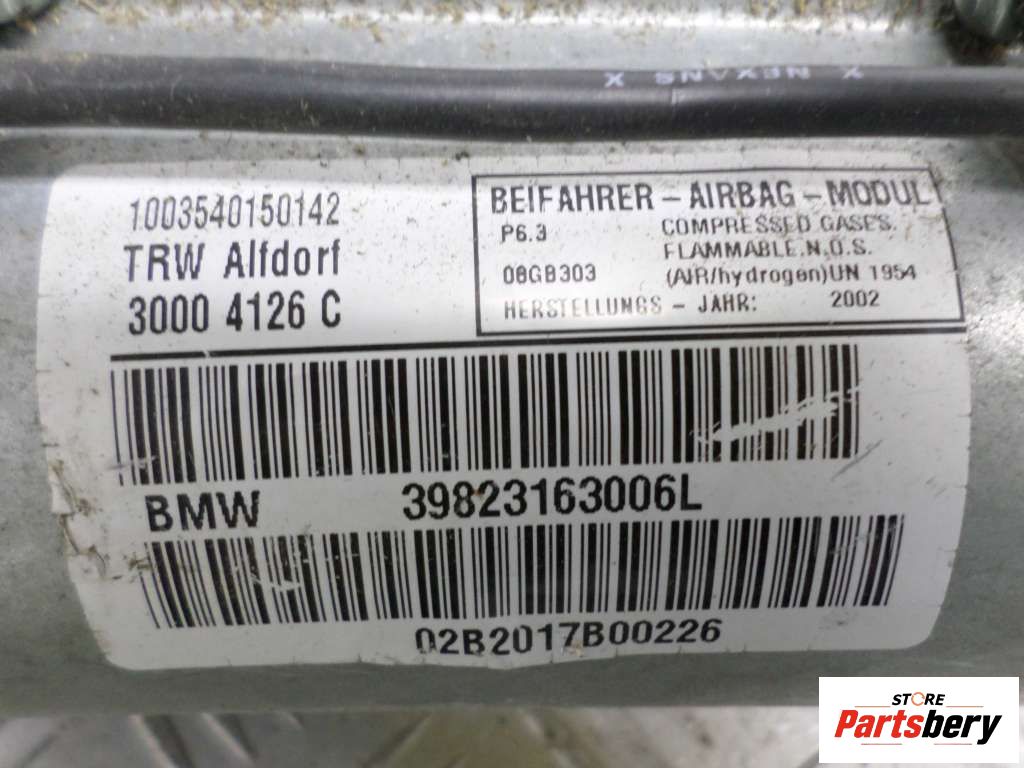 X NEXANS X
1003540150142
TRW Alfdorf
3000 4126 C
BEIFAHRER - AIRBAG - MODUL
P6.3 COMPRESSED GASES
FLAMMABLE.N.O.S.
08GB303 (AIR/hydrogen)UN 1954
HERSTELLUNGS - JAHR: 2002
BMW 39823163006L
02B2017B00226
STORE
Partsbery